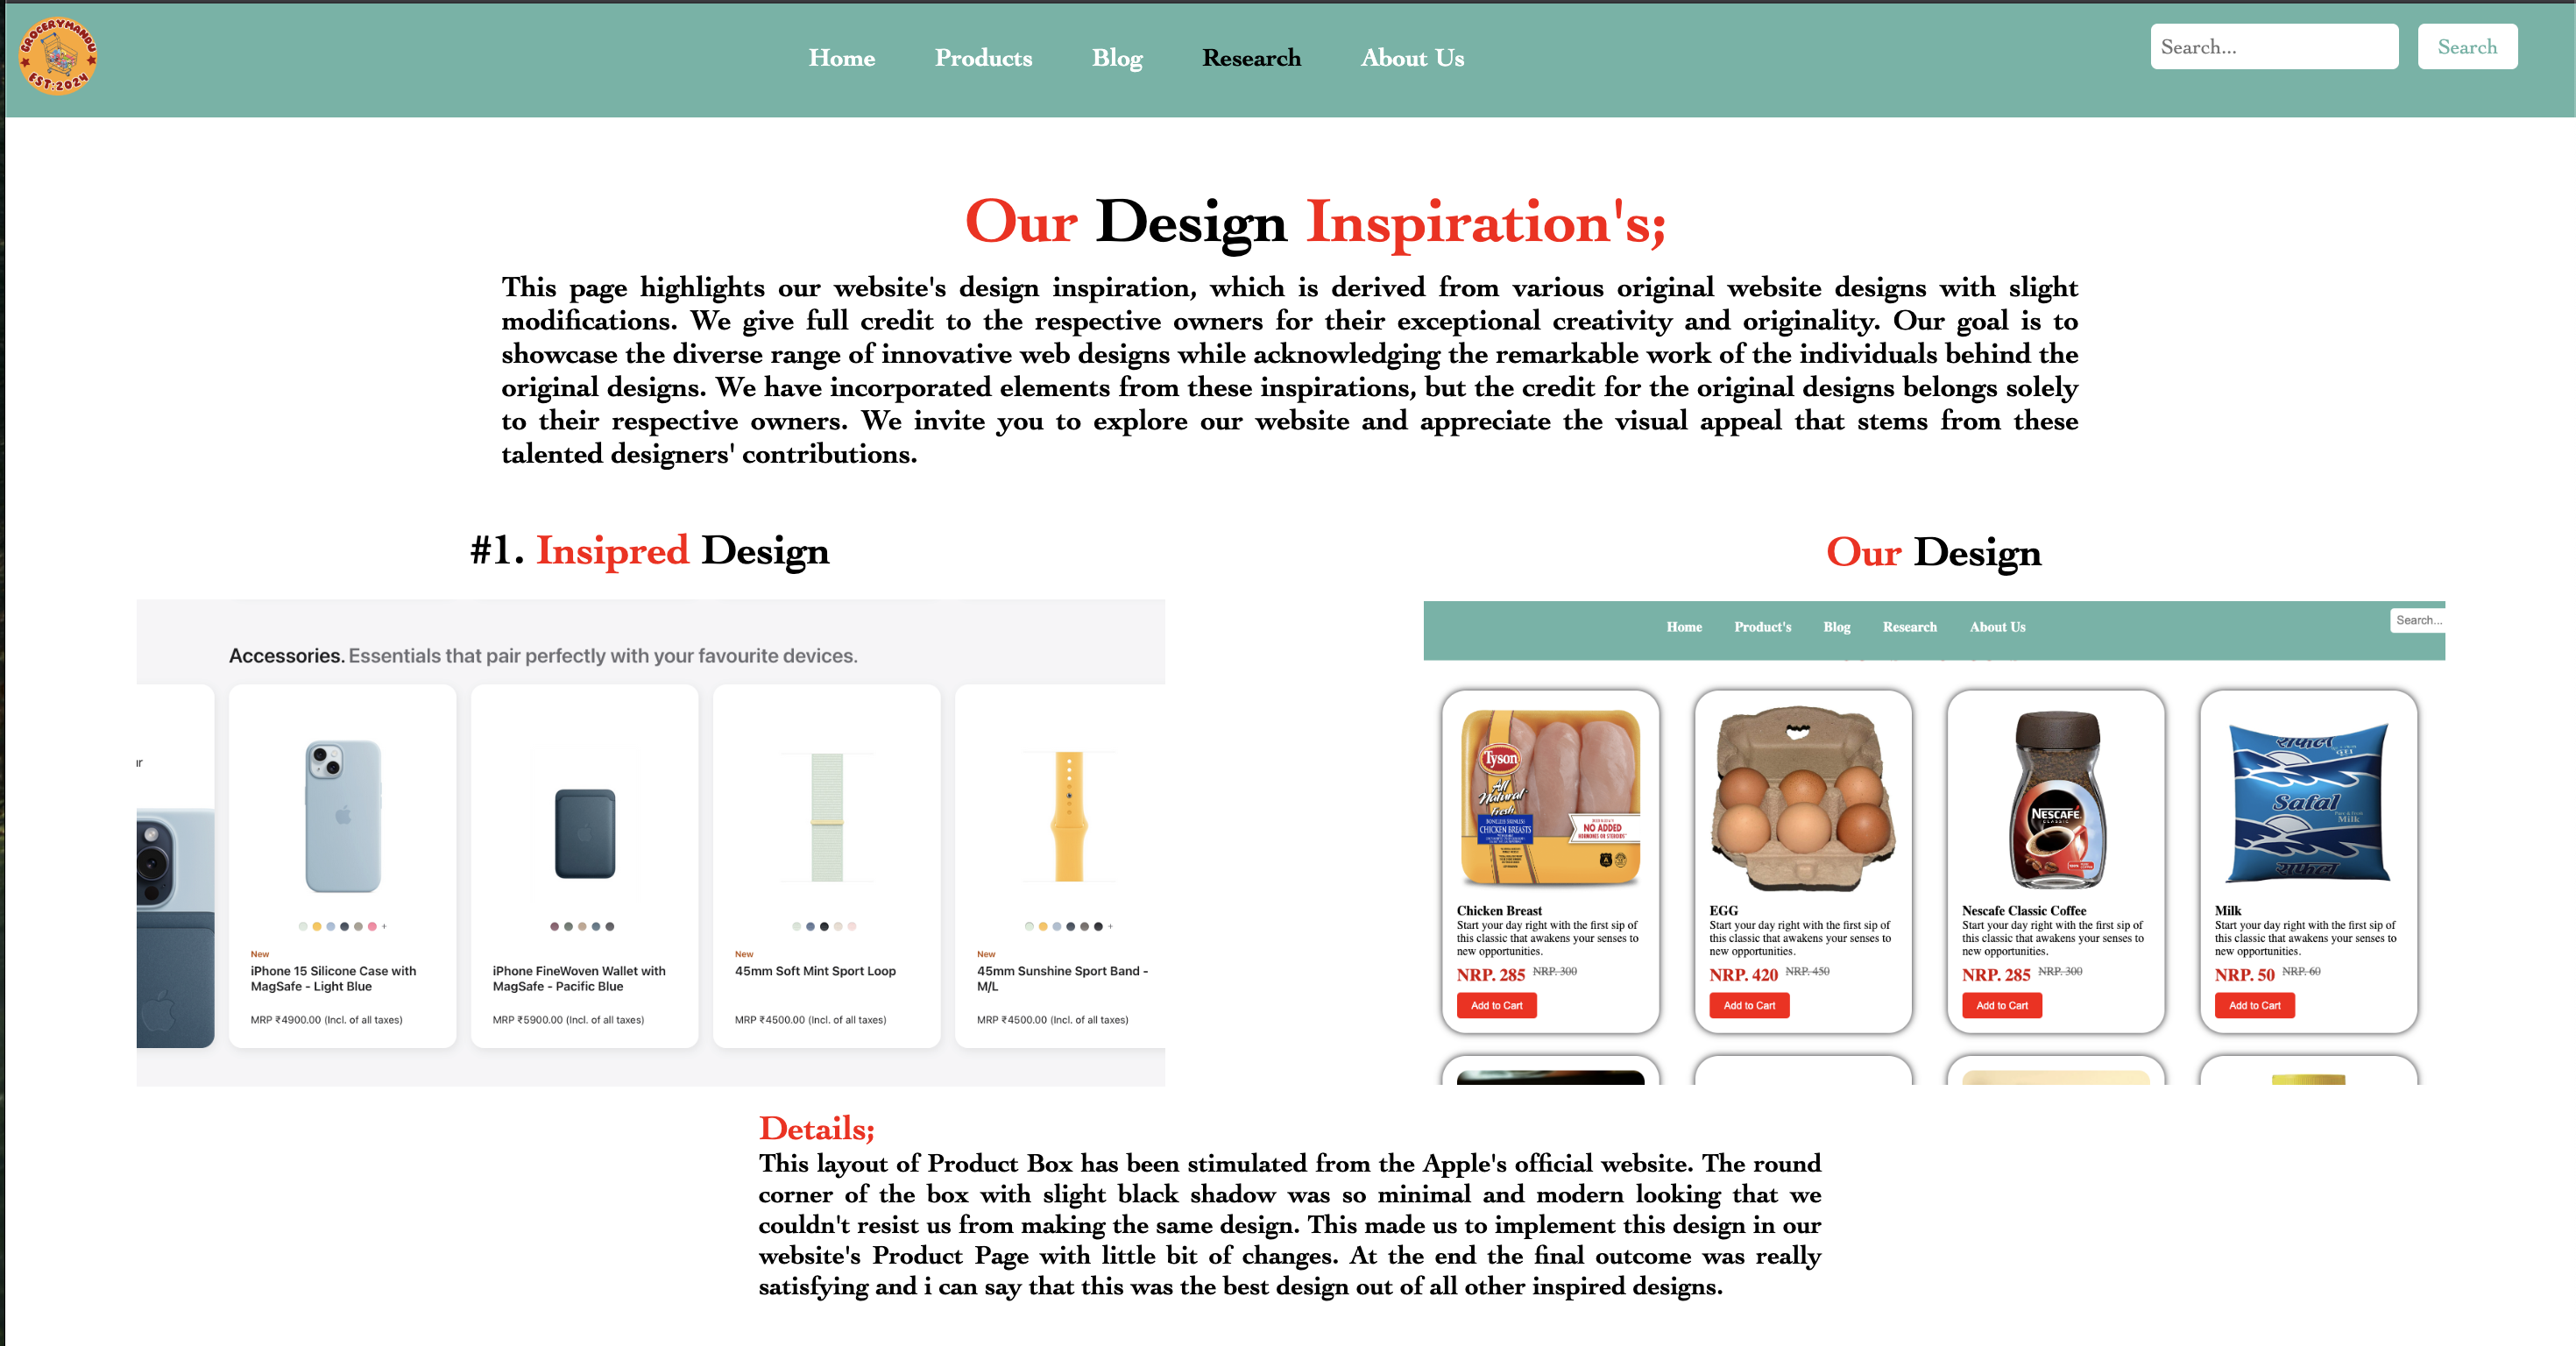 GROCERYMANDU
EST:2024
Home Products Blog Research About Us
Search... Search
Our Design Inspiration's;
This page highlights our website's design inspiration, which is derived from various original website designs with slight
modifications. We give full credit to the respective owners for their exceptional creativity and originality. Our goal is to
showcase the diverse range of innovative web designs while acknowledging the remarkable work of the individuals behind the
original designs. We have incorporated elements from these inspirations, but the credit for the original designs belongs solely
to their respective owners. We invite you to explore our website and appreciate the visual appeal that stems from these
talented designers' contributions.
#1. Insipred Design
Accessories. Essentials that pair perfectly with your favourite devices.
New
iPhone 15 Silicone Case with
MagSafe - Light Blue
MRP ₹4900.00 (Incl. of all taxes)
iPhone FineWoven Wallet with
MagSafe - Pacific Blue
MRP ₹5900.00 (Incl. of all taxes)
New
45mm Soft Mint Sport Loop
MRP ₹4500.00 (Incl. of all taxes)
New
45mm Sunshine Sport Band -
M/L
MRP ₹4500.00 (Incl. of all taxes)
Our Design
Home Product's Blog Research About Us
Search...
Tyson
All
Natural
fresh
BONELESS SKINLESS
CHICKEN BREASTS
NO ADDED
HORMONES OR STEROIDS
Chicken Breast
Start your day right with the first sip of
this classic that awakens your senses to
new opportunities.
NRP. 285 NRP. 300
Add to Cart
EGG
Start your day right with the first sip of
this classic that awakens your senses to
new opportunities.
NRP. 420 NRP. 450
Add to Cart
NESCAFÉ
CLASSIC
Nescafe Classic Coffee
Start your day right with the first sip of
this classic that awakens your senses to
new opportunities.
NRP. 285 NRP. 300
Add to Cart
सफल
Safal
Milk
सफल
Milk
Start your day right with the first sip of
this classic that awakens your senses to
new opportunities.
NRP. 50 NRP. 60
Add to Cart
Details;
This layout of Product Box has been stimulated from the Apple's official website. The round
corner of the box with slight black shadow was so minimal and modern looking that we
couldn't resist us from making the same design. This made us to implement this design in our
website's Product Page with little bit of changes. At the end the final outcome was really
satisfying and i can say that this was the best design out of all other inspired designs.